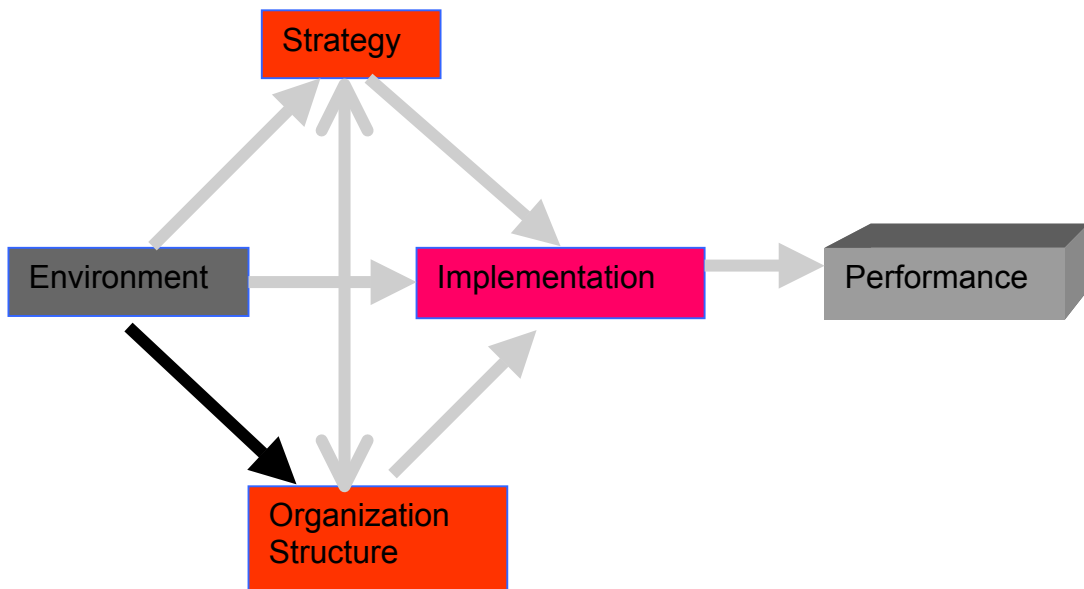 Strategy
Environment
Implementation
Performance
Organization
Structure